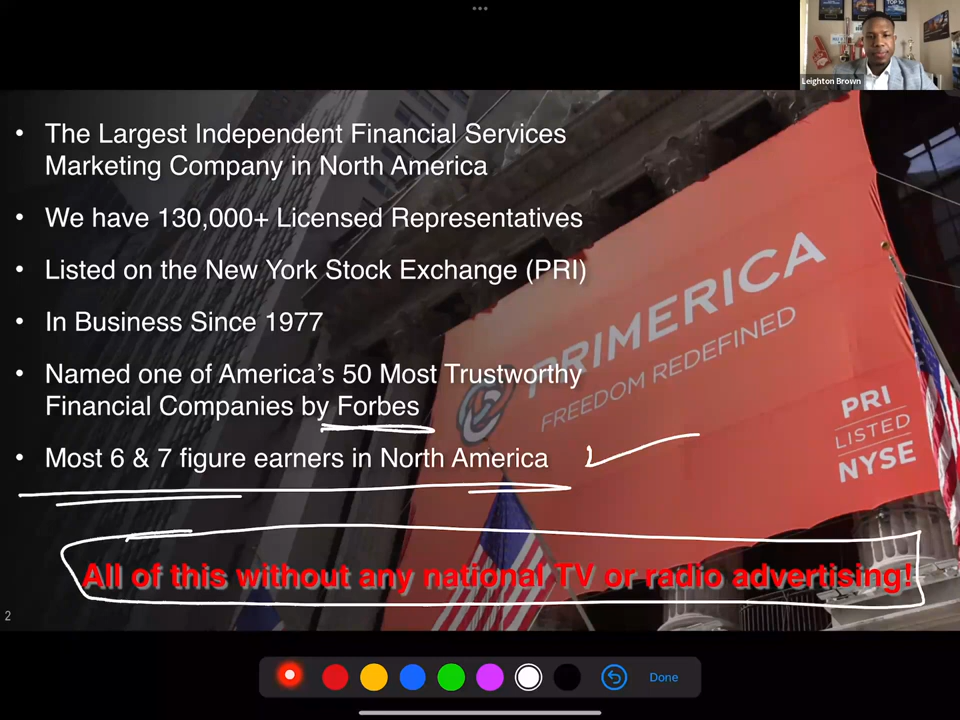 TOP 10
Leighton Brown
• The Largest Independent Financial Services
Marketing Company in North America
• We have 130,000+ Licensed Representatives
• Listed on the New York Stock Exchange (PRI)
• In Business Since 1977
• Named one of America's 50 Most Trustworthy
Financial Companies by Forbes
• Most 6 & 7 figure earners in North America
All of this without any national TV or radio advertising!
PRIMERICA
FREEDOM REDEFINED
PRI
LISTED
NYSE
2
Done